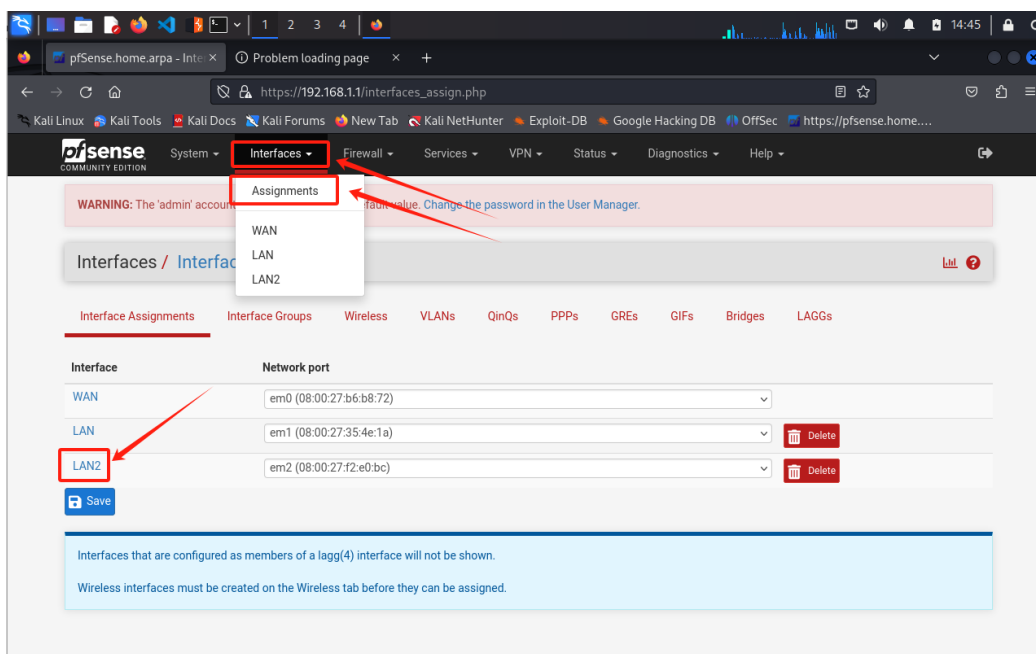 1 2 3 4 14:45
pfSense.home.arpa - Inte Problem loading page
https://192.168.1.1/interfaces_assign.php
Kali Linux Kali Tools Kali Docs Kali Forums New Tab Kali NetHunter Exploit-DB Google Hacking DB OffSec https://pfsense.home....
pfsense System Interfaces Firewall Services VPN Status Diagnostics Help
COMMUNITY EDITION
Assignments
WARNING: The 'admin' accoun fault value. Change the password in the User Manager.
WAN
Interfaces / Interfac LAN
LAN2
Interface Assignments Interface Groups Wireless VLANs QinQs PPPs GREs GIFs Bridges LAGGs
Interface Network port
WAN em0 (08:00:27:b6:b8:72)
LAN em1 (08:00:27:35:4e:1a) Delete
LAN2 em2 (08:00:27:f2:e0:bc) Delete
Save
Interfaces that are configured as members of a lagg(4) interface will not be shown.
Wireless interfaces must be created on the Wireless tab before they can be assigned.